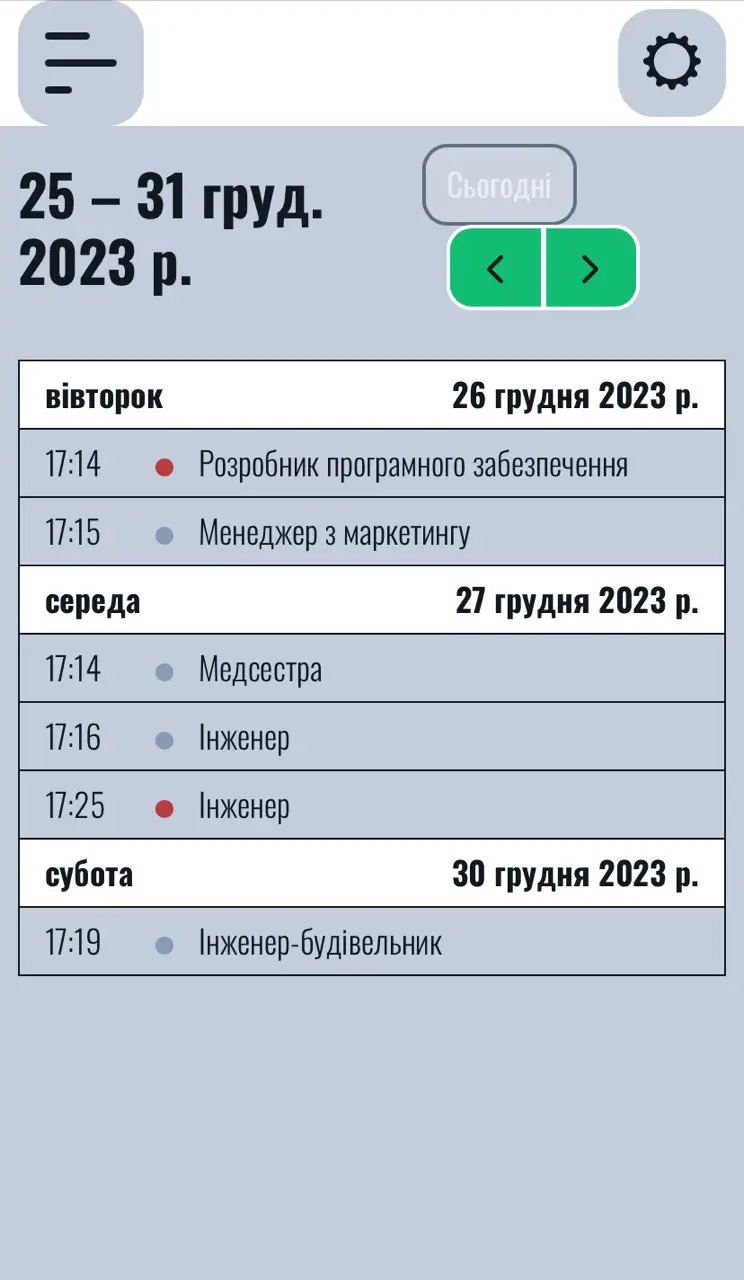 25 – 31 груд.
2023 р.
Сьогодні
вівторок 26 грудня 2023 р.
17:14 Розробник програмного забезпечення
17:15 Менеджер з маркетингу
середа 27 грудня 2023 р.
17:14 Медсестра
17:16 Інженер
17:25 Інженер
субота 30 грудня 2023 р.
17:19 Інженер-будівельник